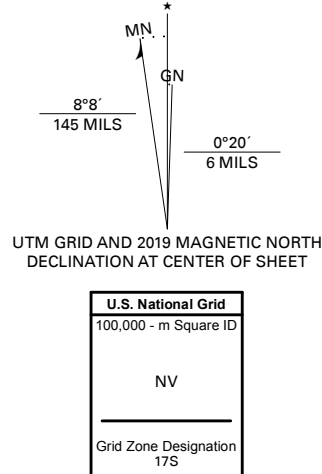 ★
MN
GN
8°8´
145 MILS
0°20´
6 MILS
UTM GRID AND 2019 MAGNETIC NORTH
DECLINATION AT CENTER OF SHEET
U.S. National Grid
100,000 - m Square ID
NV
Grid Zone Designation
17S